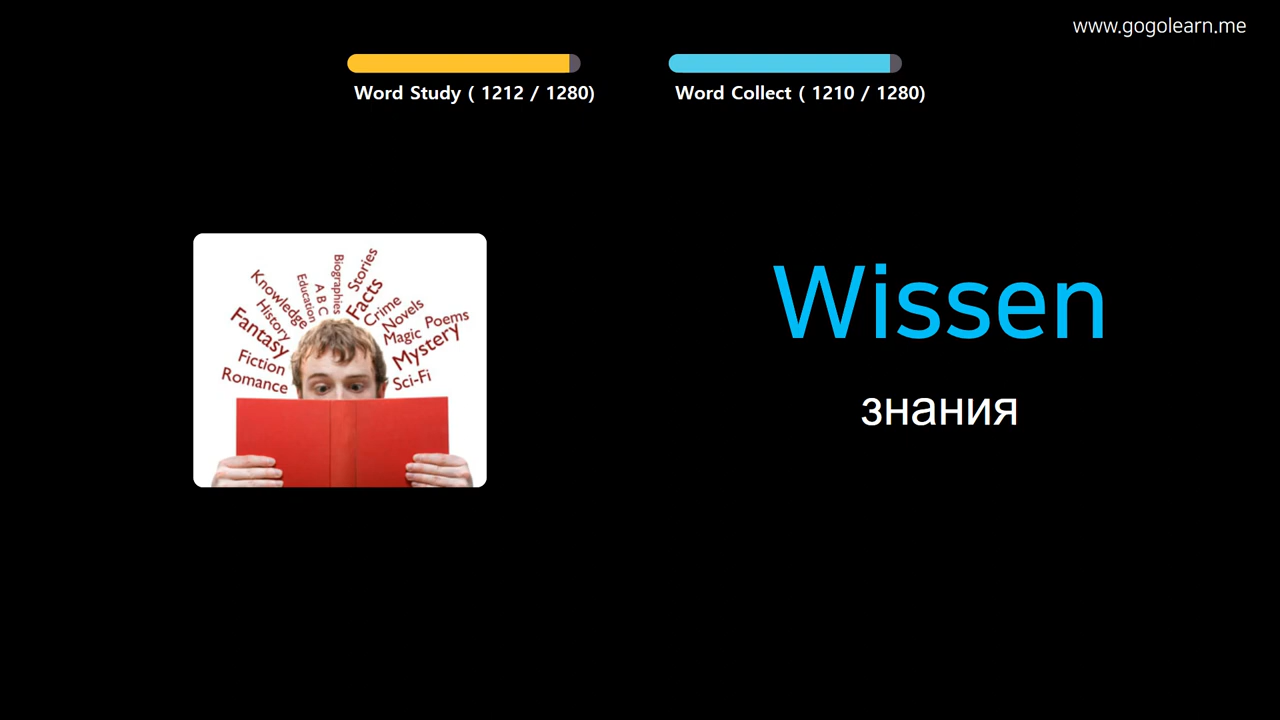 www.gogolearn.me
Word Study ( 1212 / 1280)
Word Collect ( 1210 / 1280)
Stories
Biographies
Facts
A B C
Education
Knowledge
History
Fantasy
Fiction
Romance
Crime
Novels
Poems
Magic
Mystery
Sci-Fi
Wissen
знания